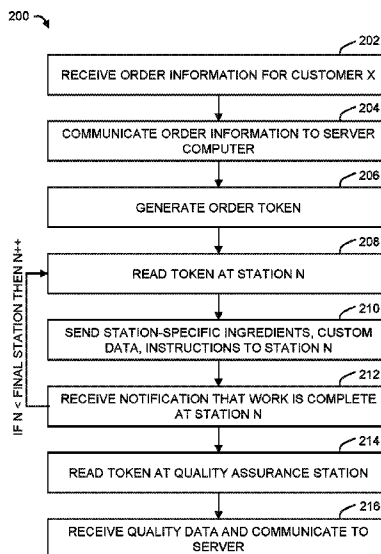 200
202
RECEIVE ORDER INFORMATION FOR CUSTOMER X
204
COMMUNICATE ORDER INFORMATION TO SERVER
COMPUTER
206
GENERATE ORDER TOKEN
208
READ TOKEN AT STATION N
210
SEND STATION-SPECIFIC INGREDIENTS, CUSTOM
DATA, INSTRUCTIONS TO STATION N
212
RECEIVE NOTIFICATION THAT WORK IS COMPLETE
AT STATION N
IF N < FINAL STATION THEN N++
214
READ TOKEN AT QUALITY ASSURANCE STATION
216
RECEIVE QUALITY DATA AND COMMUNICATE TO
SERVER